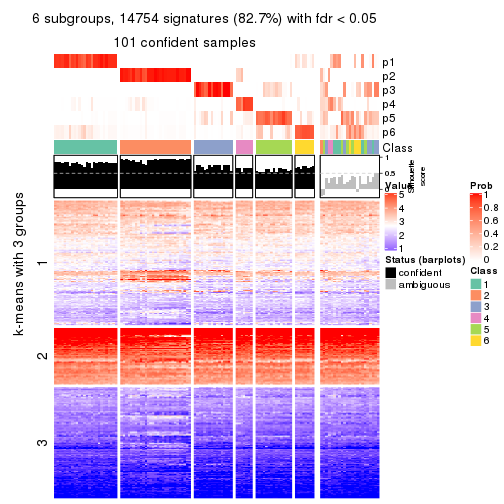 6 subgroups, 14754 signatures (82.7%) with fdr < 0.05
101 confident samples
p1
p2
p3
p4
p5
p6
Class
1
0.5
0
Silhouette
score
k-means with 3 groups
1
2
3
Value
5
4
3
2
1
Status (barplots)
confident
ambiguous
Prob
1
0.8
0.6
0.4
0.2
0
Class
1
2
3
4
5
6